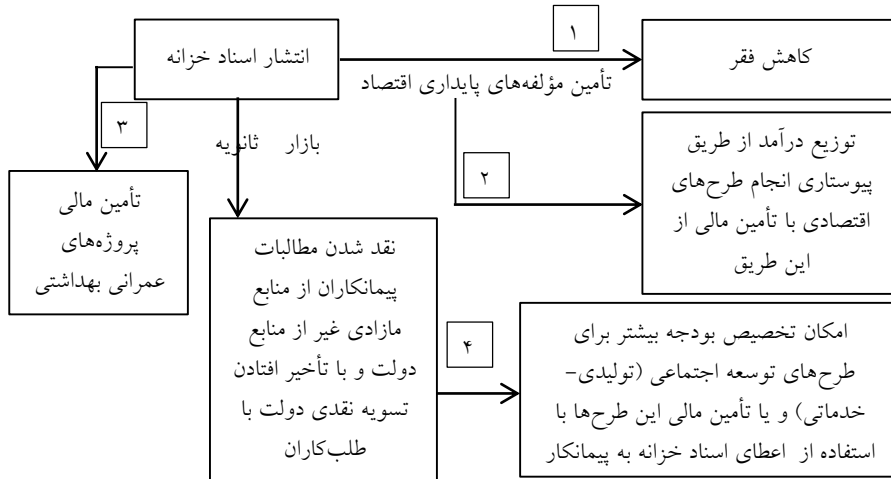 انتشار اسناد خزانه
۱
تأمین مؤلفه‌های پایداری اقتصاد
کاهش فقر
۲
توزیع درآمد از طریق
پیوستاری انجام طرح‌های
اقتصادی با تأمین مالی از
این طریق
۳
تأمین مالی
پروژه‌های
عمرانی بهداشتی
بازار ثانویه
نقد شدن مطالبات
پیمانکاران از منابع
مازادی غیر از منابع
دولت و با تأخیر افتادن
تسویه نقدی دولت با
طلب‌کاران
۴
امکان تخصیص بودجه بیشتر برای
طرح‌های توسعه اجتماعی (تولیدی-
خدماتی) و یا تأمین مالی این طرح‌ها با
استفاده از اعطای اسناد خزانه به پیمانکار